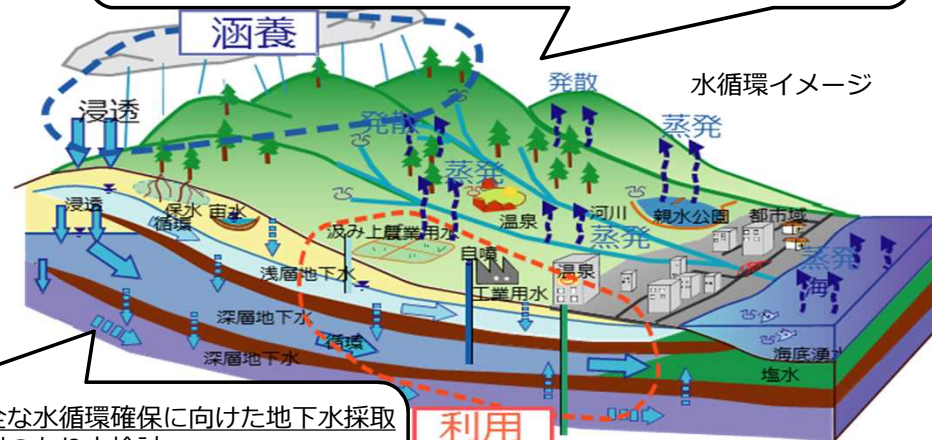 涵養
水循環イメージ
発散
浸透
発散
蒸発
蒸発
浸透
保水
宙水
循環
温泉
河川
親水公園
都市域
汲み上げ
農業用水
蒸発
蒸発
自噴
浅層地下水
工業用水
温泉
海
深層地下水
循環
深層地下水
海底湧水
塩水
全な水循環確保に向けた地下水採取
利用